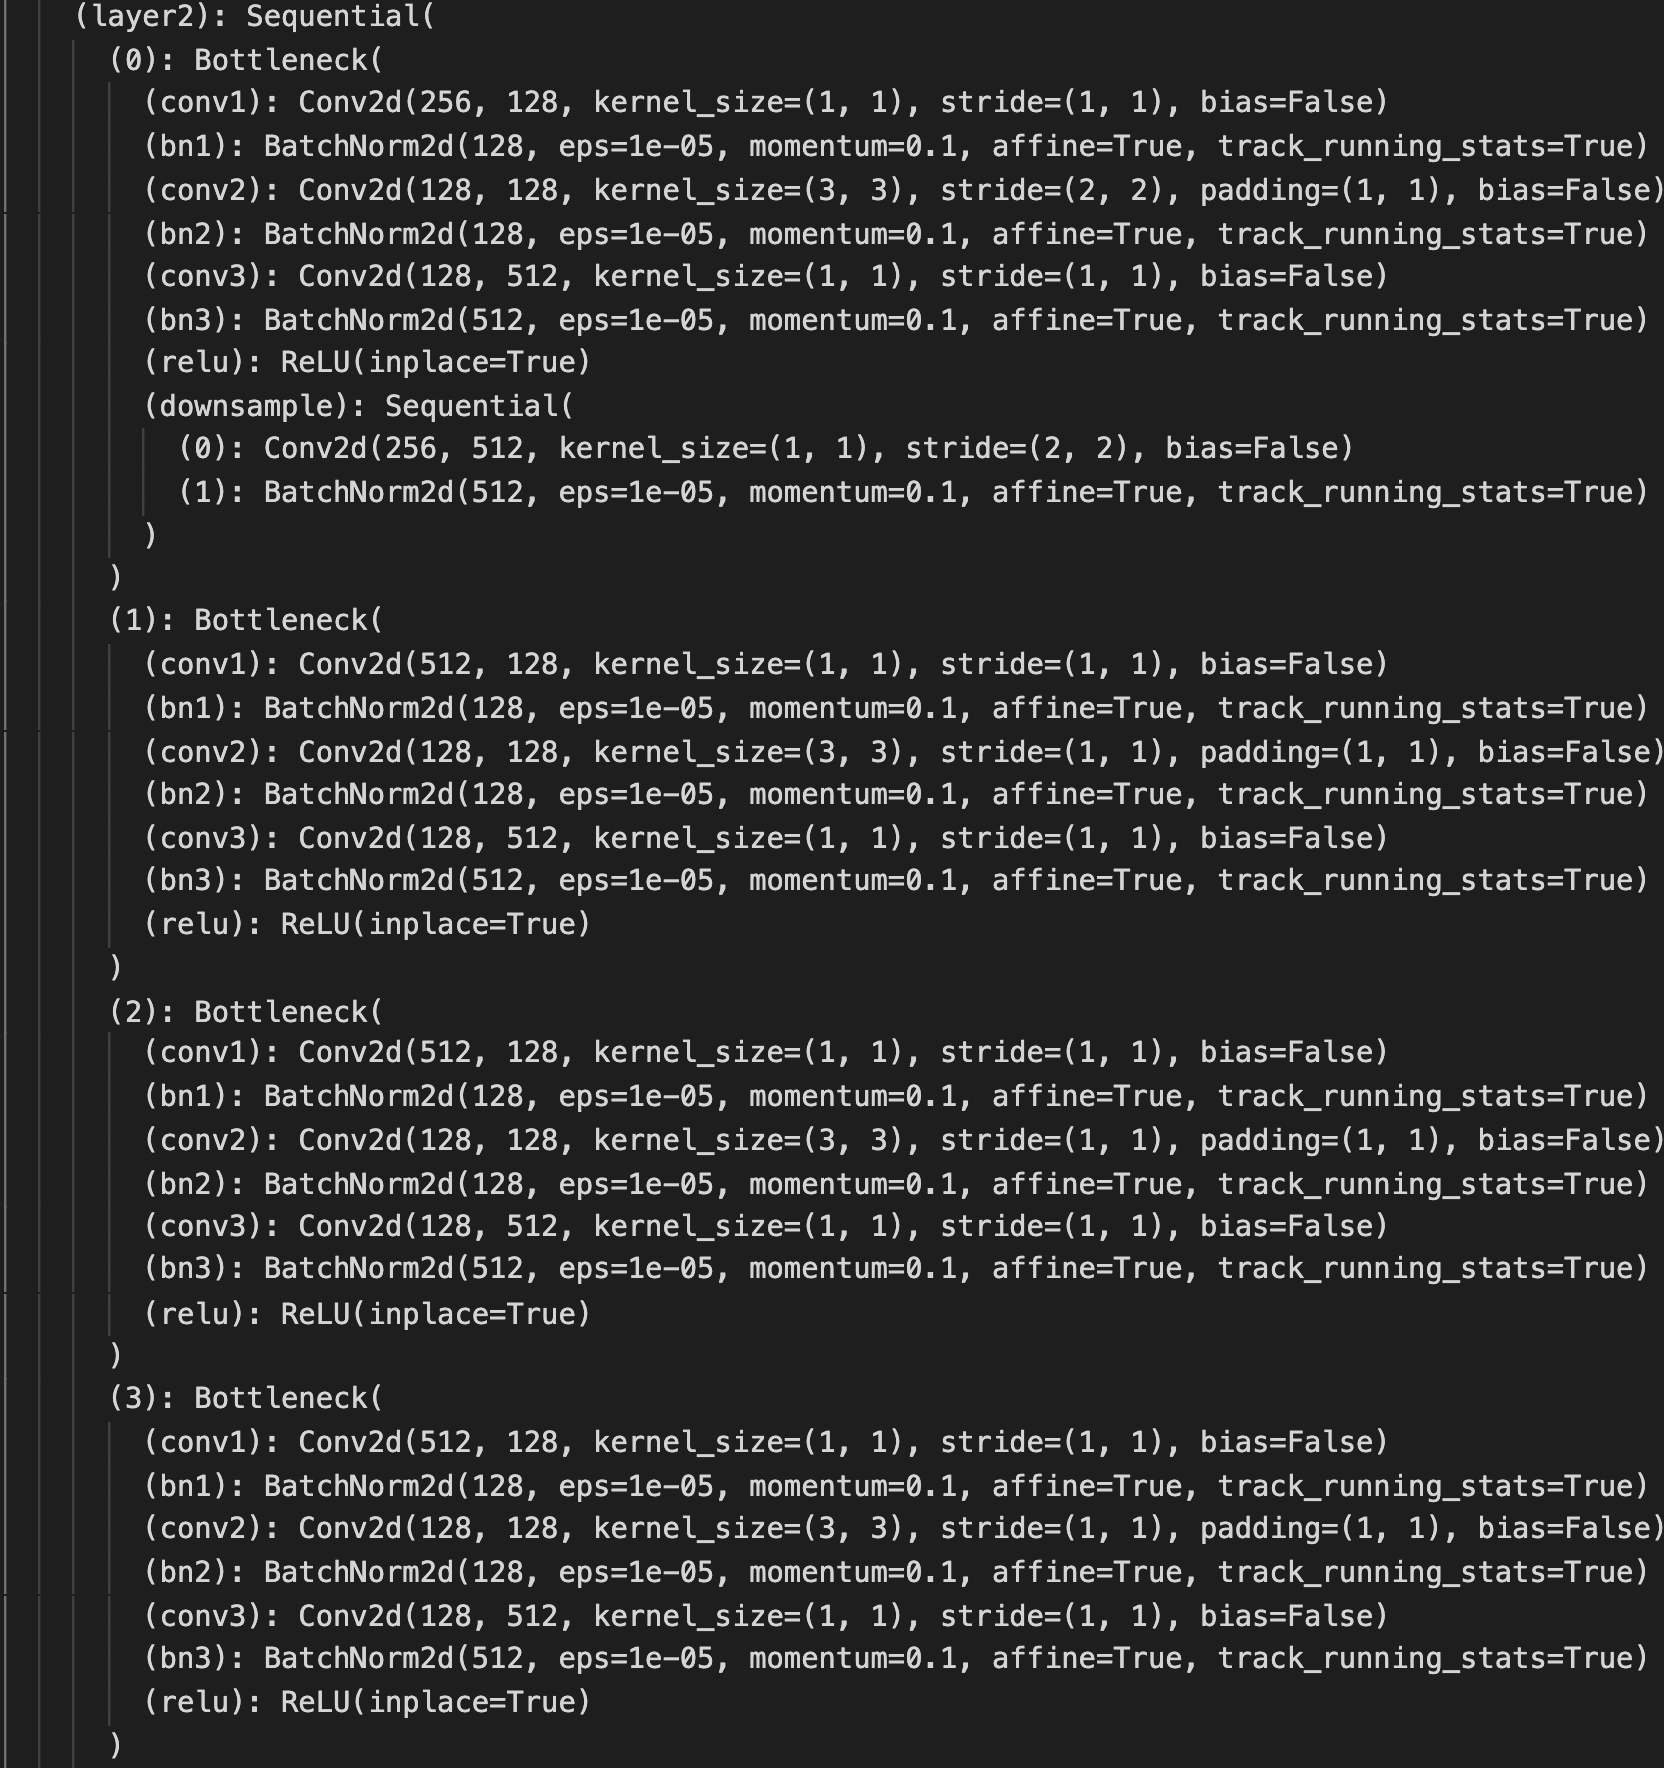 (layer2): Sequential(
(0): Bottleneck(
(conv1): Conv2d(256, 128, kernel_size=(1, 1), stride=(1, 1), bias=False)
(bn1): BatchNorm2d(128, eps=1e-05, momentum=0.1, affine=True, track_running_stats=True)
(conv2): Conv2d(128, 128, kernel_size=(3, 3), stride=(2, 2), padding=(1, 1), bias=False)
(bn2): BatchNorm2d(128, eps=1e-05, momentum=0.1, affine=True, track_running_stats=True)
(conv3): Conv2d(128, 512, kernel_size=(1, 1), stride=(1, 1), bias=False)
(bn3): BatchNorm2d(512, eps=1e-05, momentum=0.1, affine=True, track_running_stats=True)
(relu): ReLU(inplace=True)
(downsample): Sequential(
(0): Conv2d(256, 512, kernel_size=(1, 1), stride=(2, 2), bias=False)
(1): BatchNorm2d(512, eps=1e-05, momentum=0.1, affine=True, track_running_stats=True)
)
)
(1): Bottleneck(
(conv1): Conv2d(512, 128, kernel_size=(1, 1), stride=(1, 1), bias=False)
(bn1): BatchNorm2d(128, eps=1e-05, momentum=0.1, affine=True, track_running_stats=True)
(conv2): Conv2d(128, 128, kernel_size=(3, 3), stride=(1, 1), padding=(1, 1), bias=False)
(bn2): BatchNorm2d(128, eps=1e-05, momentum=0.1, affine=True, track_running_stats=True)
(conv3): Conv2d(128, 512, kernel_size=(1, 1), stride=(1, 1), bias=False)
(bn3): BatchNorm2d(512, eps=1e-05, momentum=0.1, affine=True, track_running_stats=True)
(relu): ReLU(inplace=True)
)
(2): Bottleneck(
(conv1): Conv2d(512, 128, kernel_size=(1, 1), stride=(1, 1), bias=False)
(bn1): BatchNorm2d(128, eps=1e-05, momentum=0.1, affine=True, track_running_stats=True)
(conv2): Conv2d(128, 128, kernel_size=(3, 3), stride=(1, 1), padding=(1, 1), bias=False)
(bn2): BatchNorm2d(128, eps=1e-05, momentum=0.1, affine=True, track_running_stats=True)
(conv3): Conv2d(128, 512, kernel_size=(1, 1), stride=(1, 1), bias=False)
(bn3): BatchNorm2d(512, eps=1e-05, momentum=0.1, affine=True, track_running_stats=True)
(relu): ReLU(inplace=True)
)
(3): Bottleneck(
(conv1): Conv2d(512, 128, kernel_size=(1, 1), stride=(1, 1), bias=False)
(bn1): BatchNorm2d(128, eps=1e-05, momentum=0.1, affine=True, track_running_stats=True)
(conv2): Conv2d(128, 128, kernel_size=(3, 3), stride=(1, 1), padding=(1, 1), bias=False)
(bn2): BatchNorm2d(128, eps=1e-05, momentum=0.1, affine=True, track_running_stats=True)
(conv3): Conv2d(128, 512, kernel_size=(1, 1), stride=(1, 1), bias=False)
(bn3): BatchNorm2d(512, eps=1e-05, momentum=0.1, affine=True, track_running_stats=True)
(relu): ReLU(inplace=True)
)